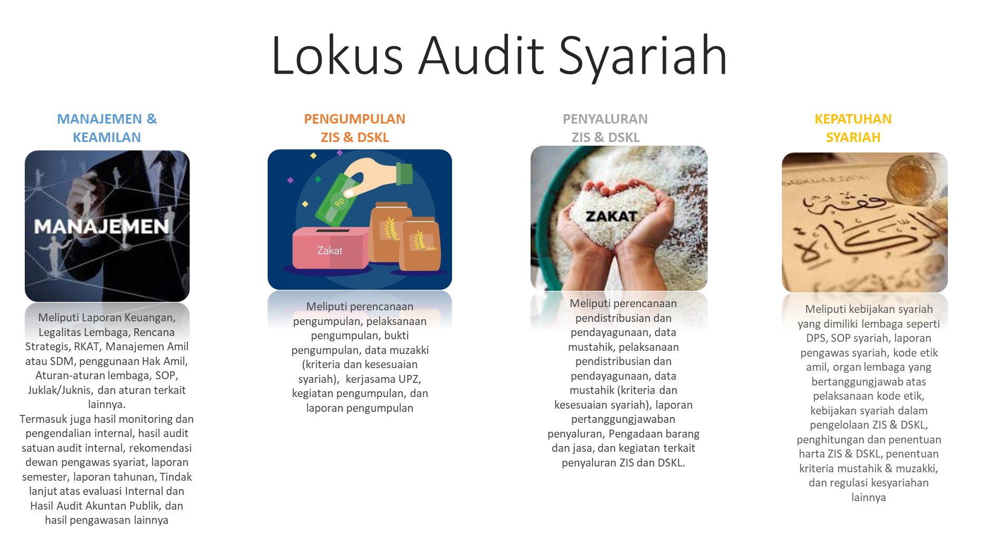 Lokus Audit Syariah
MANAJEMEN &
KEAMILAN
MANAJEMEN
Meliputi Laporan Keuangan,
Legalitas Lembaga, Rencana
Strategis, RKAT, Manajemen Amil
atau SDM, penggunaan Hak Amil,
Aturan-aturan lembaga, SOP,
Juklak/Juknis, dan aturan terkait
lainnya.
Termasuk juga hasil monitoring dan
pengendalian internal, hasil audit
satuan audit internal, rekomendasi
dewan pengawas syariat, laporan
semester, laporan tahunan, Tindak
lanjut atas evaluasi Internal dan
Hasil Audit Akuntan Publik, dan
hasil pengawasan lainnya
PENGUMPULAN
ZIS & DSKL
Rp
Zakat
Ber
Beras
Meliputi perencanaan
pengumpulan, pelaksanaan
pengumpulan, bukti
pengumpulan, data muzakki
(kriteria dan kesesuaian
syariah),  kerjasama UPZ,
kegiatan pengumpulan, dan
laporan pengumpulan
PENYALURAN
ZIS & DSKL
ZAKAT
Meliputi perencanaan
pendistribusian dan
pendayagunaan, data
mustahik, pelaksanaan
pendistribusian dan
pendayagunaan, data
mustahik (kriteria dan
kesesuaian syariah), laporan
pertanggungjawaban
penyaluran, Pengadaan barang
dan jasa, dan kegiatan terkait
penyaluran ZIS dan DSKL.
KEPATUHAN
SYARIAH
فقه
الزكاة
Meliputi kebijakan syariah
yang dimiliki lembaga seperti
DPS, SOP syariah, laporan
pengawas syariah, kode etik
amil, organ lembaga yang
bertanggungjawab atas
pelaksanaan kode etik,
kebijakan syariah dalam
pengelolaan ZIS & DSKL,
penghitungan dan penentuan
harta ZIS & DSKL, penentuan
kriteria mustahik & muzakki,
dan regulasi kesyariahan
lainnya